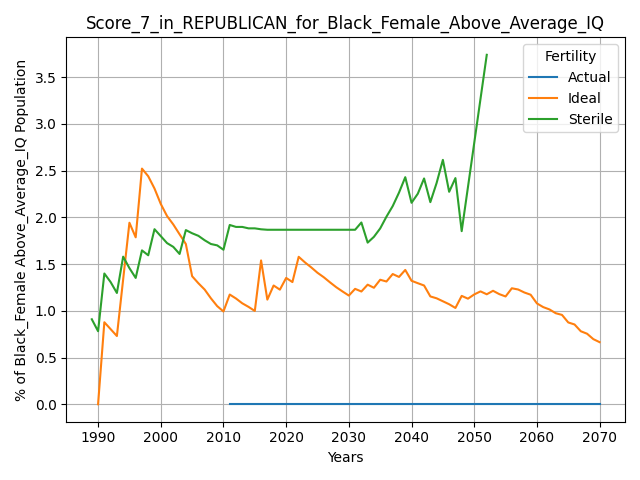 Score_7_in_REPUBLICAN_for_Black_Female_Above_Average_IQ
% of Black_Female Above_Average_IQ Population
3.5
3.0
2.5
2.0
1.5
1.0
0.5
0.0
Fertility
Actual
Ideal
Sterile
1990 2000 2010 2020 2030 2040 2050 2060 2070
Years